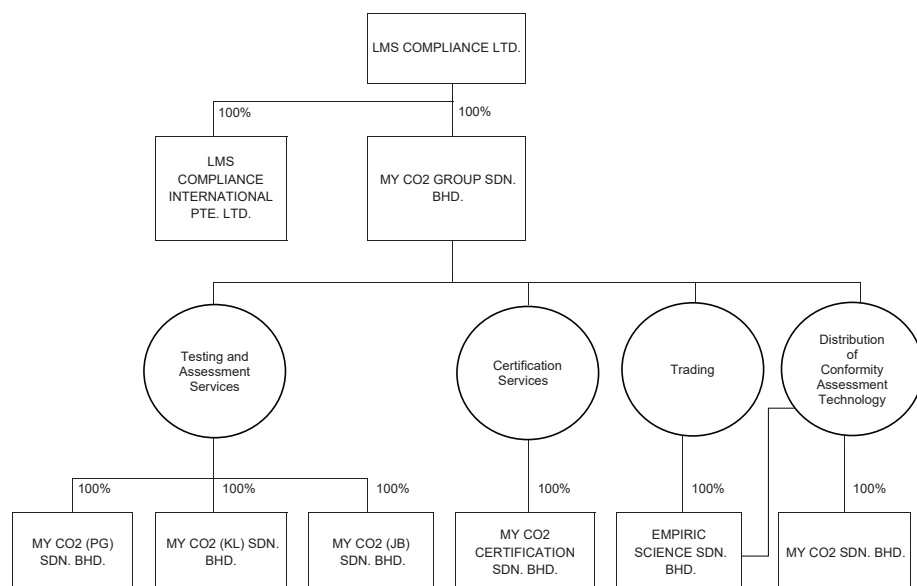 LMS COMPLIANCE LTD.
100%
100%
LMS
COMPLIANCE
INTERNATIONAL
PTE. LTD.
MY CO2 GROUP SDN.
BHD.
Testing and
Assessment
Services
Certification
Services
Trading
Distribution
of
Conformity
Assessment
Technology
100%
100%
100%
100%
100%
100%
MY CO2 (PG)
SDN. BHD.
MY CO2 (KL) SDN.
BHD.
MY CO2 (JB)
SDN. BHD.
MY CO2
CERTIFICATION
SDN. BHD.
EMPIRIC
SCIENCE SDN.
BHD.
MY CO2 SDN. BHD.